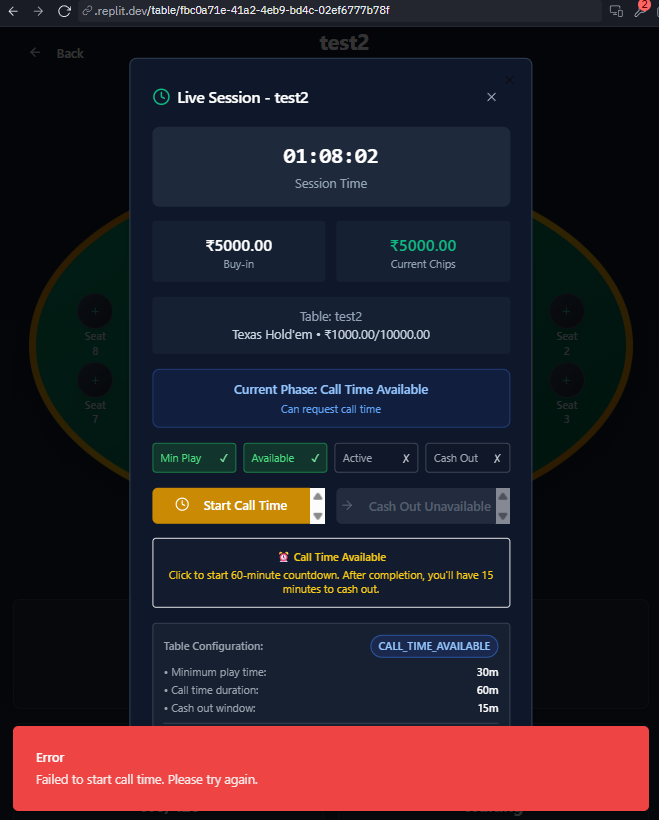 .replit.dev/table/fbc0a71e-41a2-4eb9-bd4c-02ef6777b78f
2
Back
test2
Live Session - test2
01:08:02
Session Time
₹5000.00
Buy-in
₹5000.00
Current Chips
Table: test2
Texas Hold'em • ₹1000.00/10000.00
Current Phase: Call Time Available
Can request call time
Min Play ✓
Available ✓
Active ✗
Cash Out ✗
Seat
8
Seat
2
Seat
7
Seat
3
Start Call Time
Cash Out Unavailable
⏰ Call Time Available
Click to start 60-minute countdown. After completion, you'll have 15
minutes to cash out.
Table Configuration:
CALL_TIME_AVAILABLE
• Minimum play time: 30m
• Call time duration: 60m
• Cash out window: 15m
Error
Failed to start call time. Please try again.